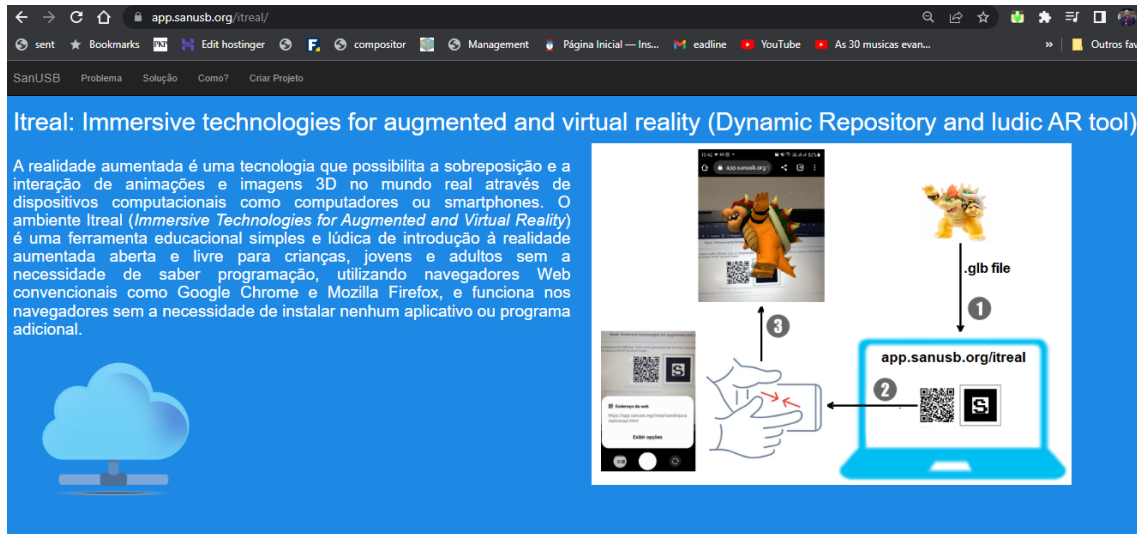 app.sanusb.org/itreal/
sent Bookmarks PKP Edit hostinger compositor Management Página Inicial — Ins... eadline YouTube As 30 musicas evan... » Outros fav
SanUSB Problema Solução Como? Criar Projeto
Itreal: Immersive technologies for augmented and virtual reality (Dynamic Repository and ludic AR tool)
A realidade aumentada é uma tecnologia que possibilita a sobreposição e a
interação de animações e imagens 3D no mundo real através de
dispositivos computacionais como computadores ou smartphones. O
ambiente Itreal (Immersive Technologies for Augmented and Virtual Reality)
é uma ferramenta educacional simples e lúdica de introdução à realidade
aumentada aberta e livre para crianças, jovens e adultos sem a
necessidade de saber programação, utilizando navegadores Web
convencionais como Google Chrome e Mozilla Firefox, e funciona nos
navegadores sem a necessidade de instalar nenhum aplicativo ou programa
adicional.
15:42
app.sanusb.org
.glb file
1
3
app.sanusb.org/itreal
2
S
S
Endereço da web
Exibir opções